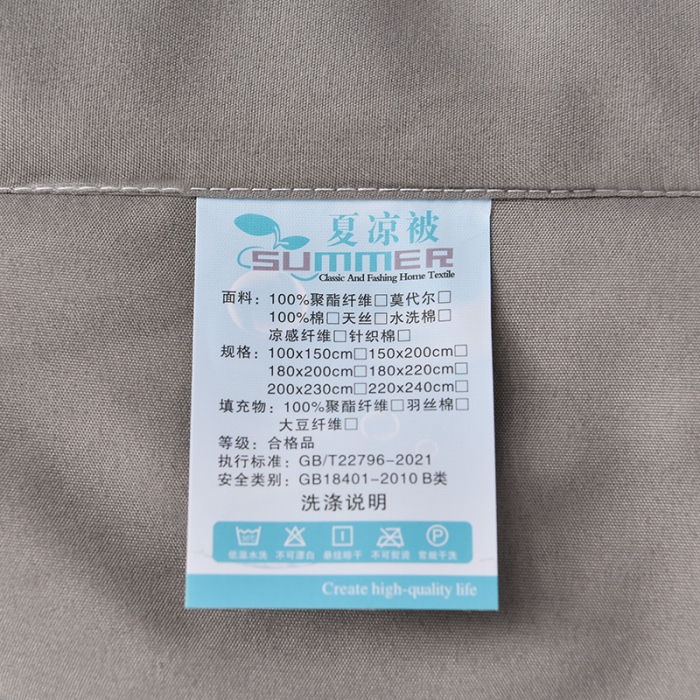 夏凉被
SUMMER
Classic And Fashing Home Textile
面料：100%聚酯纤维□莫代尔□
100%棉□天丝□水洗棉□
凉感纤维□针织棉□
规格：100x150cm□150x200cm□
180x200cm□180x220cm□
200x230cm□220x240cm□
填充物：100%聚酯纤维□羽丝棉□
大豆纤维□
等级：合格品
执行标准：GB/T22796-2021
安全类别：GB18401-2010 B类
洗涤说明
低温水洗 不可漂白 悬挂晾干 不可熨烫 常规干洗
Create high-quality life